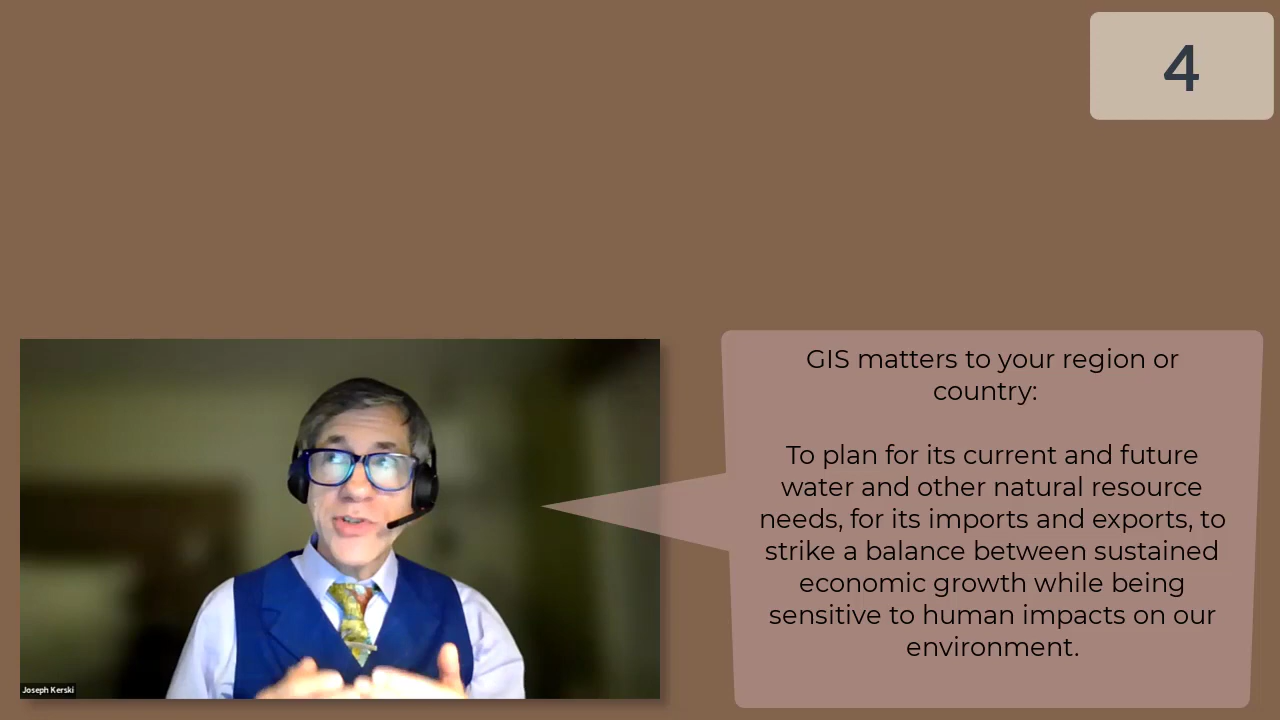 4
GIS matters to your region or
country:
To plan for its current and future
water and other natural resource
needs, for its imports and exports, to
strike a balance between sustained
economic growth while being
sensitive to human impacts on our
environment.
Joseph Kerski